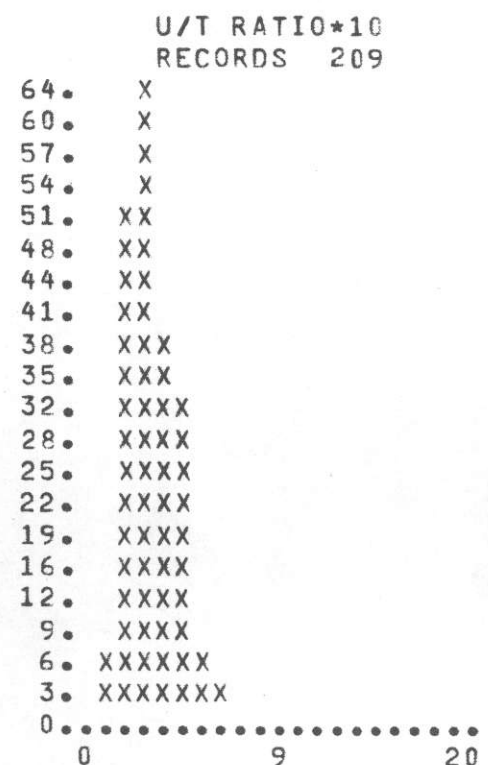 U/T RATIO*10
RECORDS 209
64. X
60. X
57. X
54. X
51. XX
48. XX
44. XX
41. XX
38. XXX
35. XXX
32. XXXX
28. XXXX
25. XXXX
22. XXXX
19. XXXX
16. XXXX
12. XXXX
9. XXXX
6. XXXXXX
3. XXXXXXX
0.....................
0 9 20